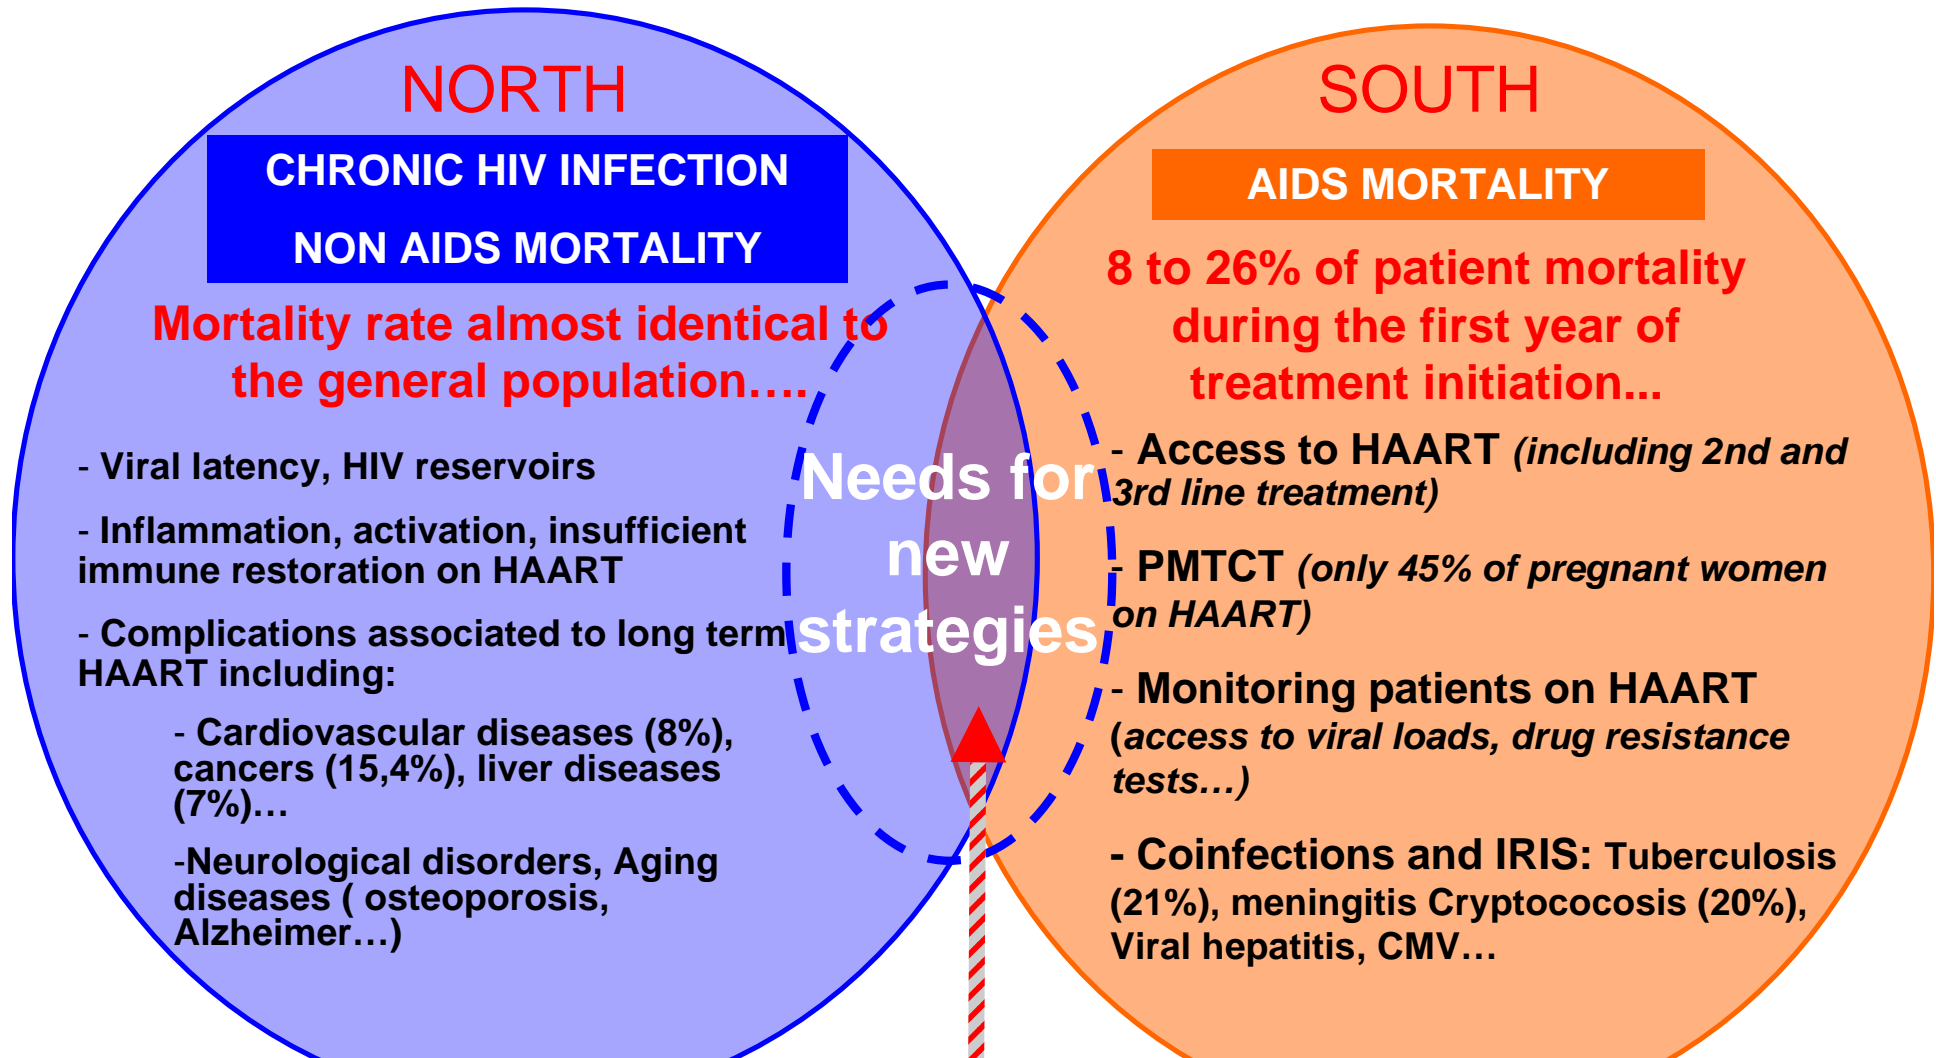 NORTH
CHRONIC HIV INFECTION
NON AIDS MORTALITY
Mortality rate almost identical to
the general population….
- Viral latency, HIV reservoirs
- Inflammation, activation, insufficient
immune restoration on HAART
- Complications associated to long term
HAART including:
- Cardiovascular diseases (8%),
cancers (15,4%), liver diseases
(7%)…
-Neurological disorders, Aging
diseases ( osteoporosis,
Alzheimer…)
Needs for
new
strategies
SOUTH
AIDS MORTALITY
8 to 26% of patient mortality
during the first year of
treatment initiation...
- Access to HAART (including 2nd and
3rd line treatment)
- PMTCT (only 45% of pregnant women
on HAART)
- Monitoring patients on HAART
(access to viral loads, drug resistance
tests…)
- Coinfections and IRIS: Tuberculosis
(21%), meningitis Cryptococosis (20%),
Viral hepatitis, CMV…